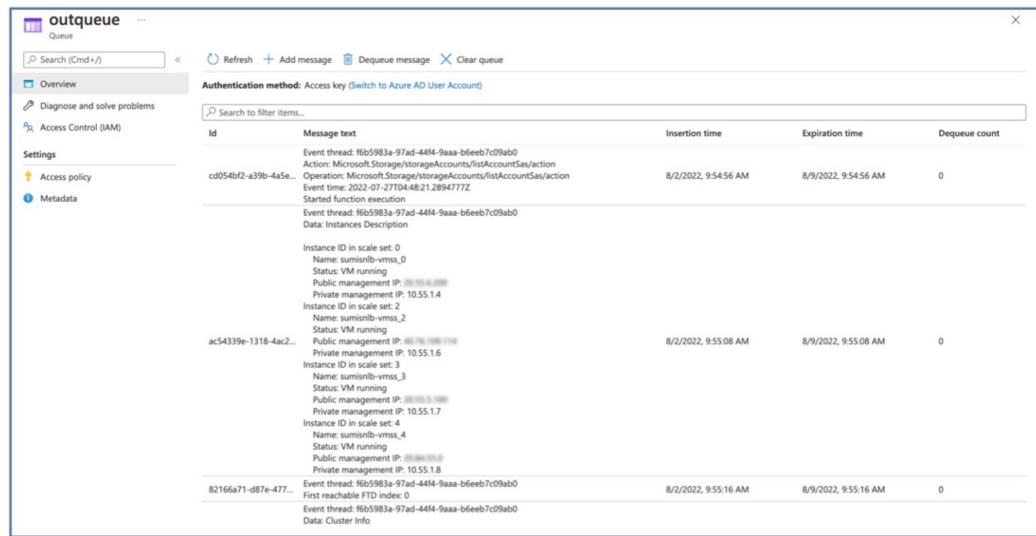 outqueue ...
Queue
Search (Cmd+/)
«
Refresh
Add message
Dequeue message
Clear queue
Overview
Diagnose and solve problems
Access Control (IAM)
Settings
Access policy
Metadata
Authentication method: Access key (Switch to Azure AD User Account)
Search to filter items...
Id Message text Insertion time Expiration time Dequeue count
Event thread: f6b5983a-97ad-44f4-9aaa-b6eeb7c09ab0
Action: Microsoft.Storage/storageAccounts/listAccountSas/action
cd054bf2-a39b-4a5e... Operation: Microsoft.Storage/storageAccounts/listAccountSas/action 8/2/2022, 9:54:56 AM 8/9/2022, 9:54:56 AM 0
Event time: 2022-07-27T04:48:21.2894777Z
Started function execution
Event thread: f6b5983a-97ad-44f4-9aaa-b6eeb7c09ab0
Data: Instances Description
Instance ID in scale set: 0
Name: sumisnlb-vmss_0
Status: VM running
Public management IP:
Private management IP: 10.55.1.4
Instance ID in scale set: 2
Name: sumisnlb-vmss_2
Status: VM running
ac54339e-1318-4ac2... Public management IP: 8/2/2022, 9:55:08 AM 8/9/2022, 9:55:08 AM 0
Private management IP: 10.55.1.6
Instance ID in scale set: 3
Name: sumisnlb-vmss_3
Status: VM running
Public management IP:
Private management IP: 10.55.1.7
Instance ID in scale set: 4
Name: sumisnlb-vmss_4
Status: VM running
Public management IP:
Private management IP: 10.55.1.8
Event thread: f6b5983a-97ad-44f4-9aaa-b6eeb7c09ab0
82166a71-d87e-477... First reachable FTD index: 0 8/2/2022, 9:55:16 AM 8/9/2022, 9:55:16 AM 0
Event thread: f6b5983a-97ad-44f4-9aaa-b6eeb7c09ab0
Data: Cluster Info